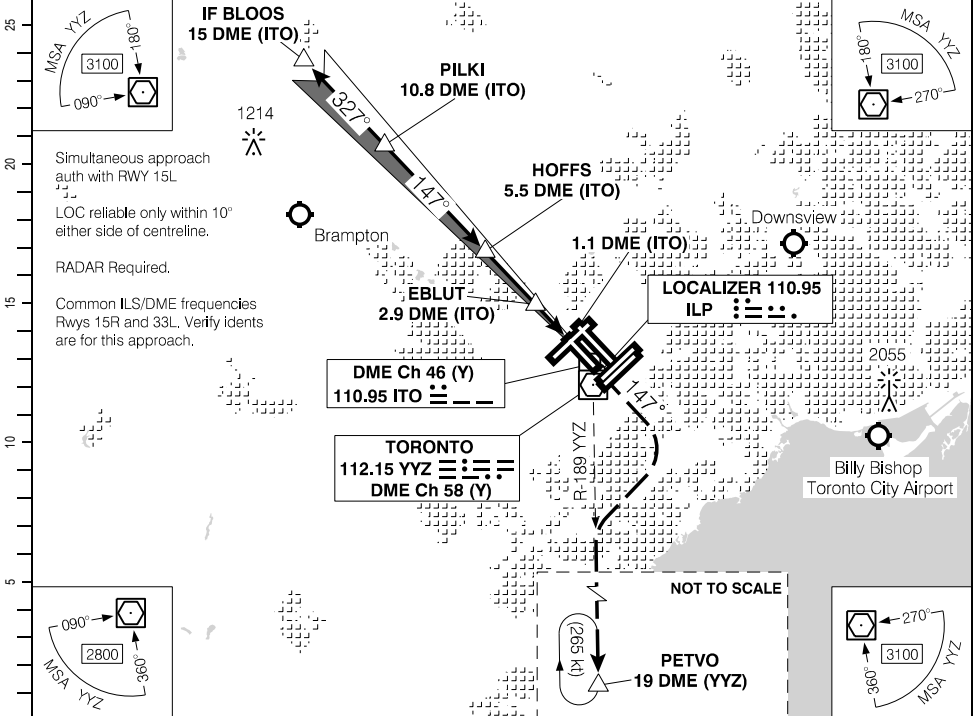 25
20
15
10
5
MSA YYZ
180°
3100
090°
IF BLOOS
15 DME (ITO)
PILKI
10.8 DME (ITO)
MSA YYZ
180°
3100
270°
1214
327°
Simultaneous approach
auth with RWY 15L
LOC reliable only within 10°
either side of centreline.
RADAR Required.
Common ILS/DME frequencies
Rwys 15R and 33L. Verify idents
are for this approach.
Brampton
147°
HOFFS
5.5 DME (ITO)
Downsview
1.1 DME (ITO)
EBLUT
2.9 DME (ITO)
LOCALIZER 110.95
ILP
DME Ch 46 (Y)
110.95 ITO
2055
147°
TORONTO
112.15 YYZ
DME Ch 58 (Y)
R-189 YYZ
Billy Bishop
Toronto City Airport
NOT TO SCALE
(265 kt)
PETVO
19 DME (YYZ)
090°
2800
360°
MSA YYZ
270°
3100
360°
MSA YYZ